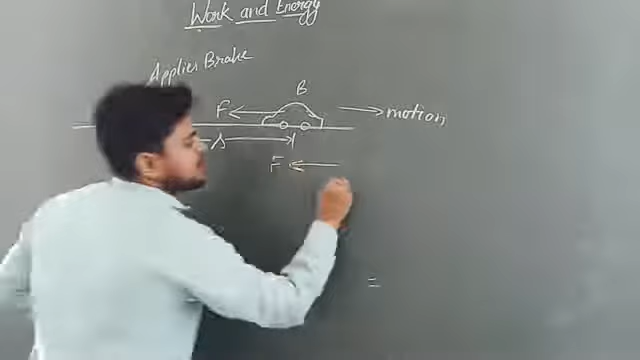 Work and Energy
Applies Brake
B
F
motion
s
F
=